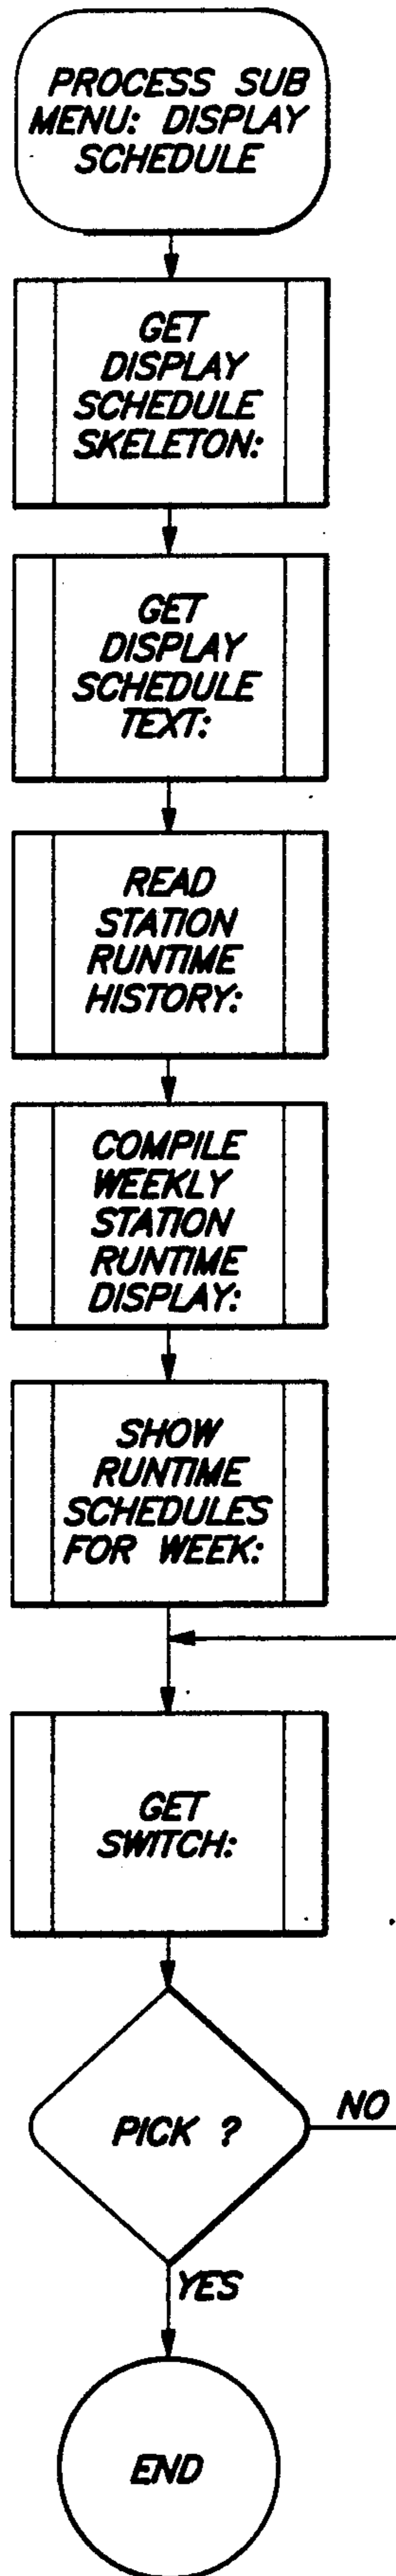 PROCESS SUB
MENU: DISPLAY
SCHEDULE
GET
DISPLAY
SCHEDULE
SKELETON:
GET
DISPLAY
SCHEDULE
TEXT:
READ
STATION
RUNTIME
HISTORY:
COMPILE
WEEKLY
STATION
RUNTIME
DISPLAY:
SHOW
RUNTIME
SCHEDULES
FOR WEEK:
GET
SWITCH:
PICK ?
NO
YES
END